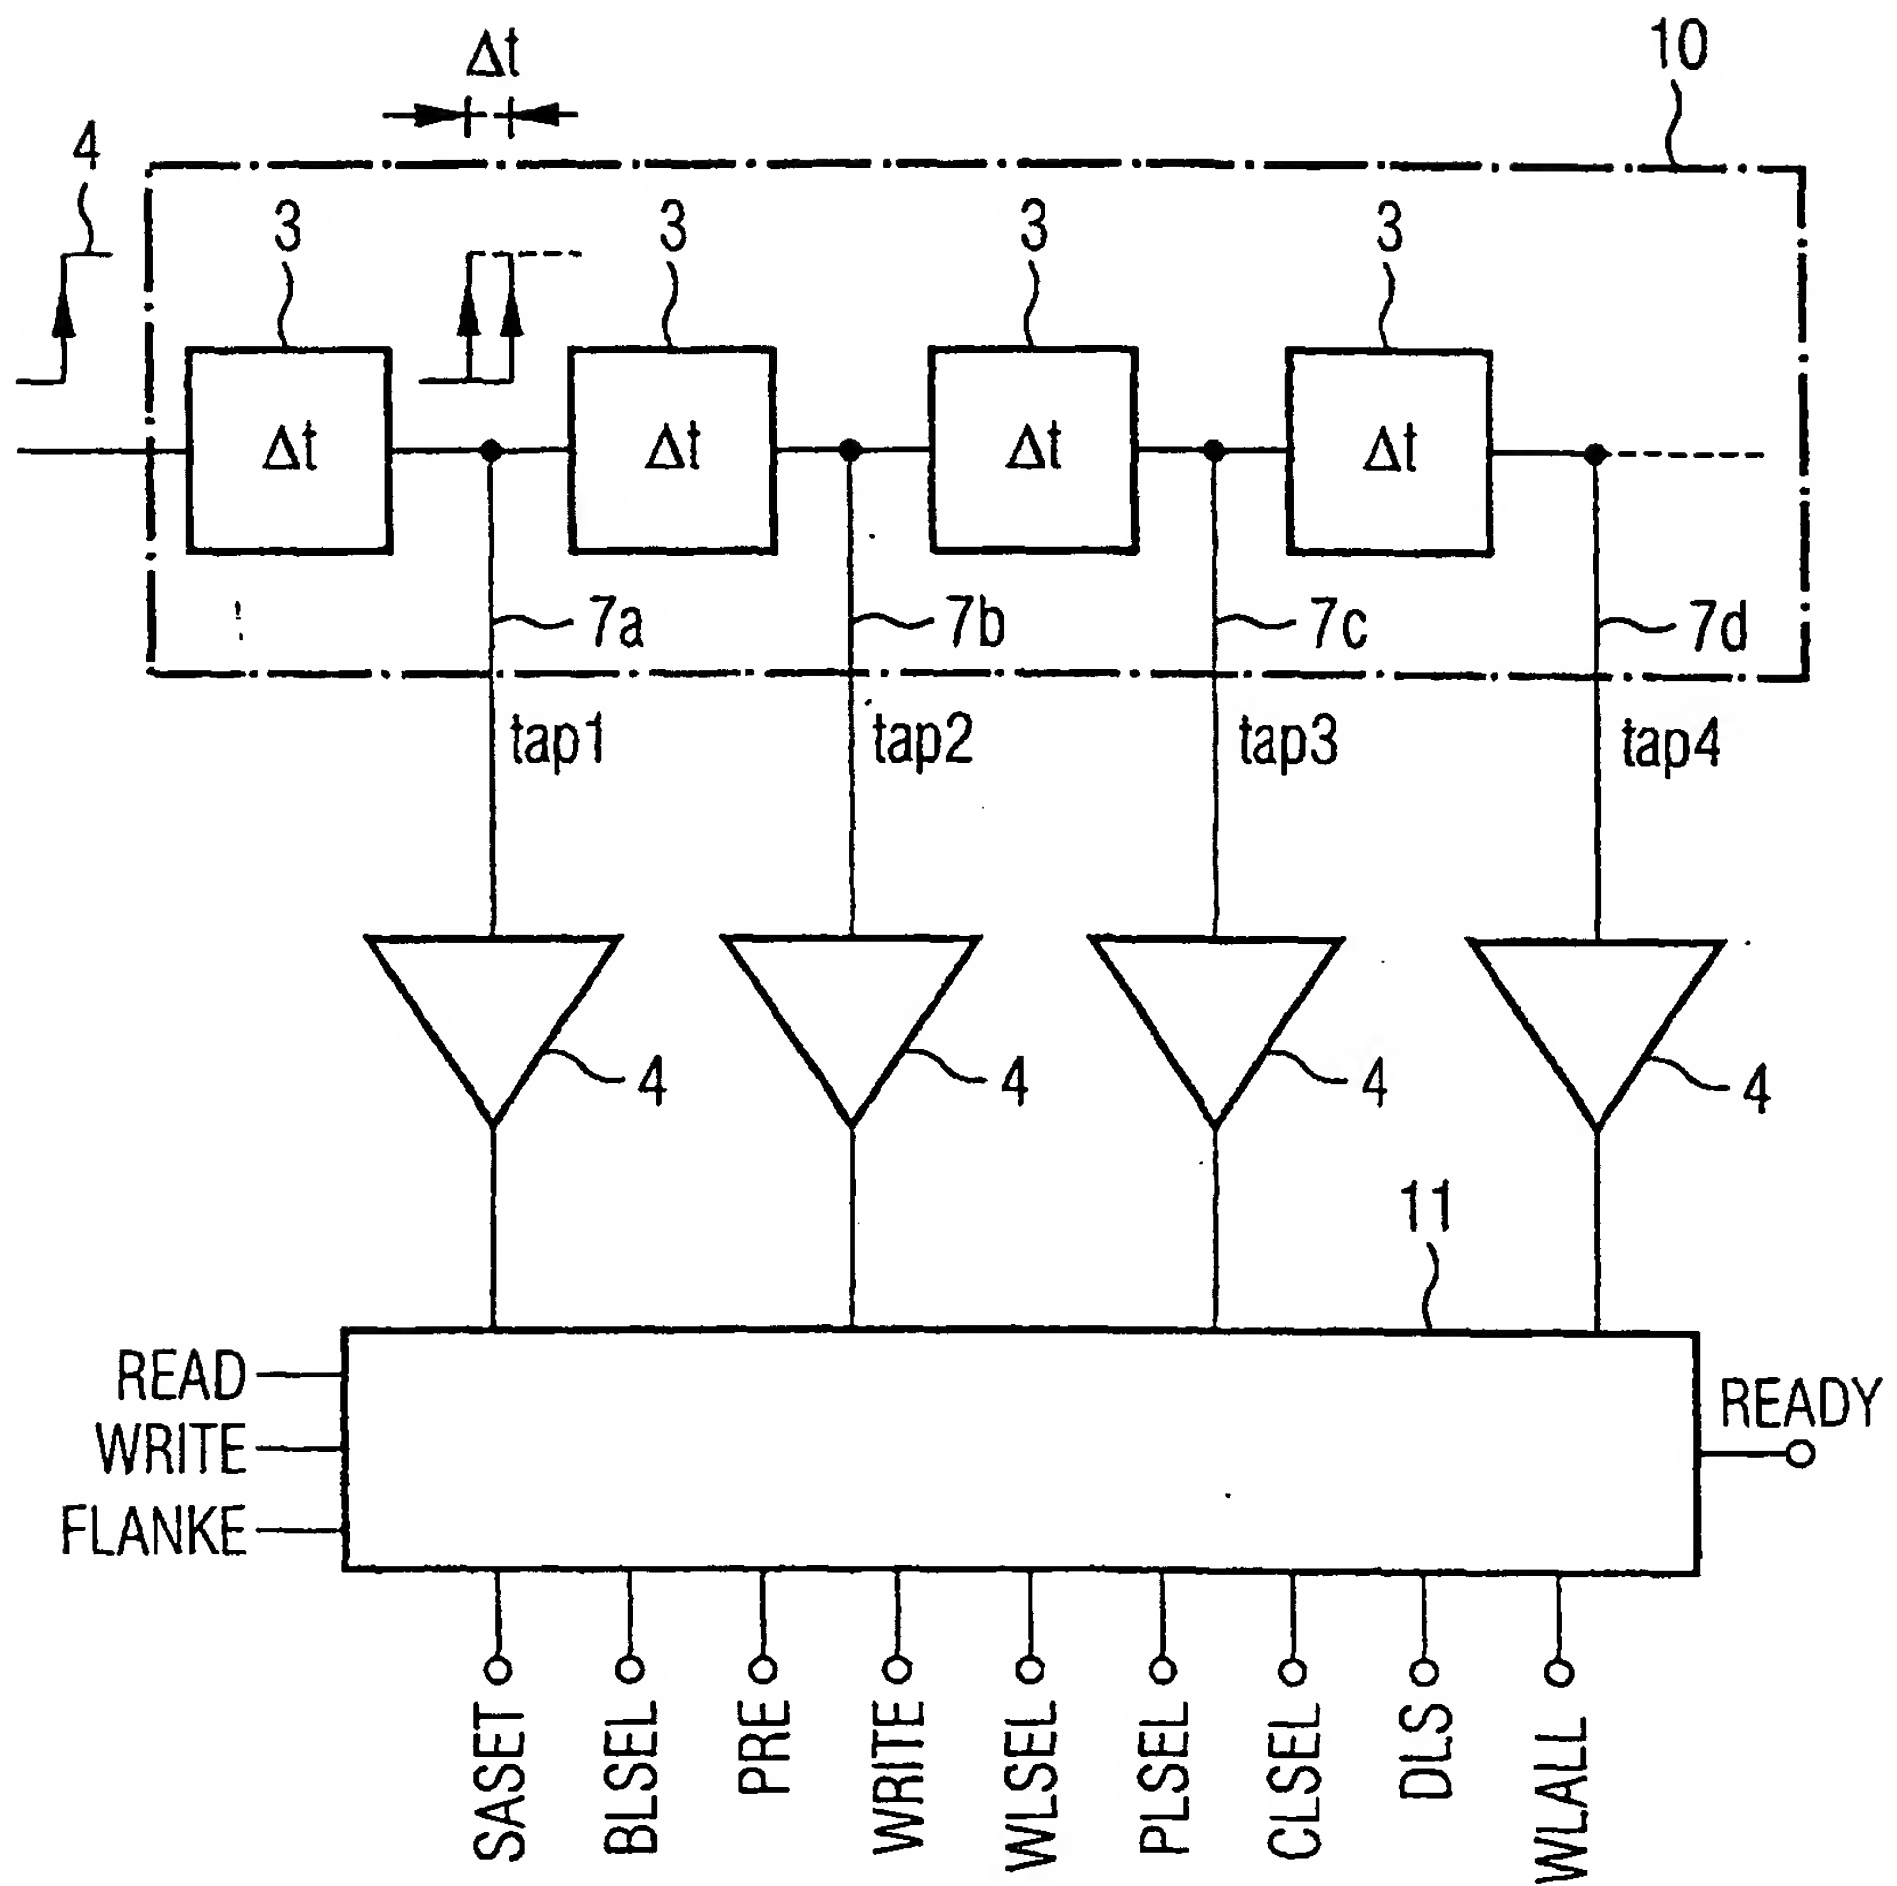 Δt
10
4
3 3 3 3
Δt Δt Δt Δt
7a 7b 7c 7d
tap1 tap2 tap3 tap4
4 4 4 4
11
READ
WRITE
FLANKE
READY
SASET
BLSEL
PRE
WRITE
WLSEL
PLSEL
CLSEL
DLS
WLALL